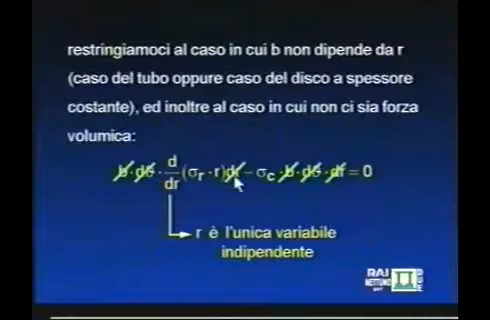 restringiamoci al caso in cui b non dipende da r
(caso del tubo oppure caso del disco a spessore
costante), ed inoltre al caso in cui non ci sia forza
volumica:
b·dθ· d/dr (σr · r)dr − σc · b·dθ·dr = 0
r è l'unica variabile
indipendente
RAI